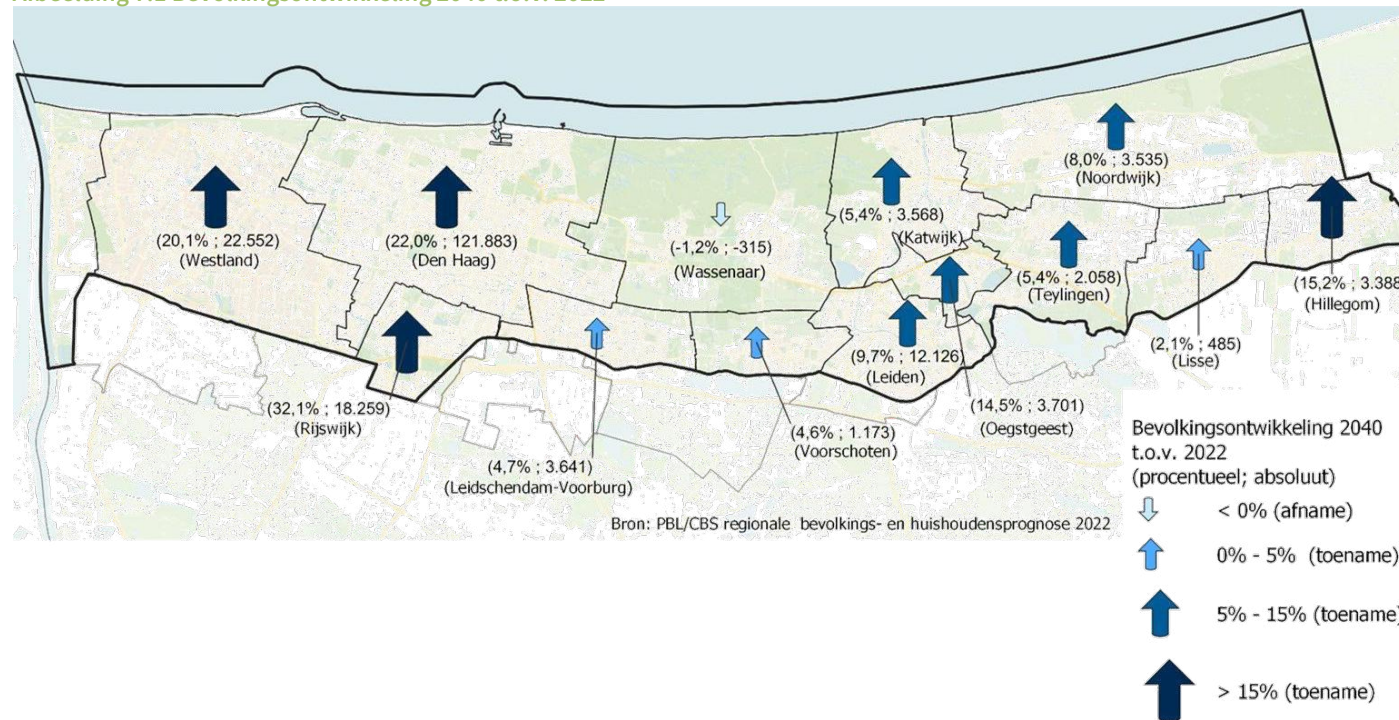 (8,0% ; 3.535)
(Noordwijk)
(20,1% ; 22.552)
(Westland)
(22,0% ; 121.883)
(Den Haag)
(-1,2% ; -315)
(Wassenaar)
(5,4% ; 3.568)
(Katwijk)
(5,4% ; 2.058)
(Teylingen)
(15,2% ; 3.388
(Hillegom)
(2,1% ; 485)
(Lisse)
(9,7% ; 12.126)
(Leiden)
(32,1% ; 18.259)
(Rijswijk)
(14,5% ; 3.701)
(Oegstgeest)
(4,6% ; 1.173)
(Voorschoten)
(4,7% ; 3.641)
(Leidschendam-Voorburg)
Bron: PBL/CBS regionale bevolkings- en huishoudensprognose 2022
Bevolkingsontwikkeling 2040
t.o.v. 2022
(procentueel; absoluut)
< 0% (afname)
0% - 5% (toename)
5% - 15% (toename)
> 15% (toename)